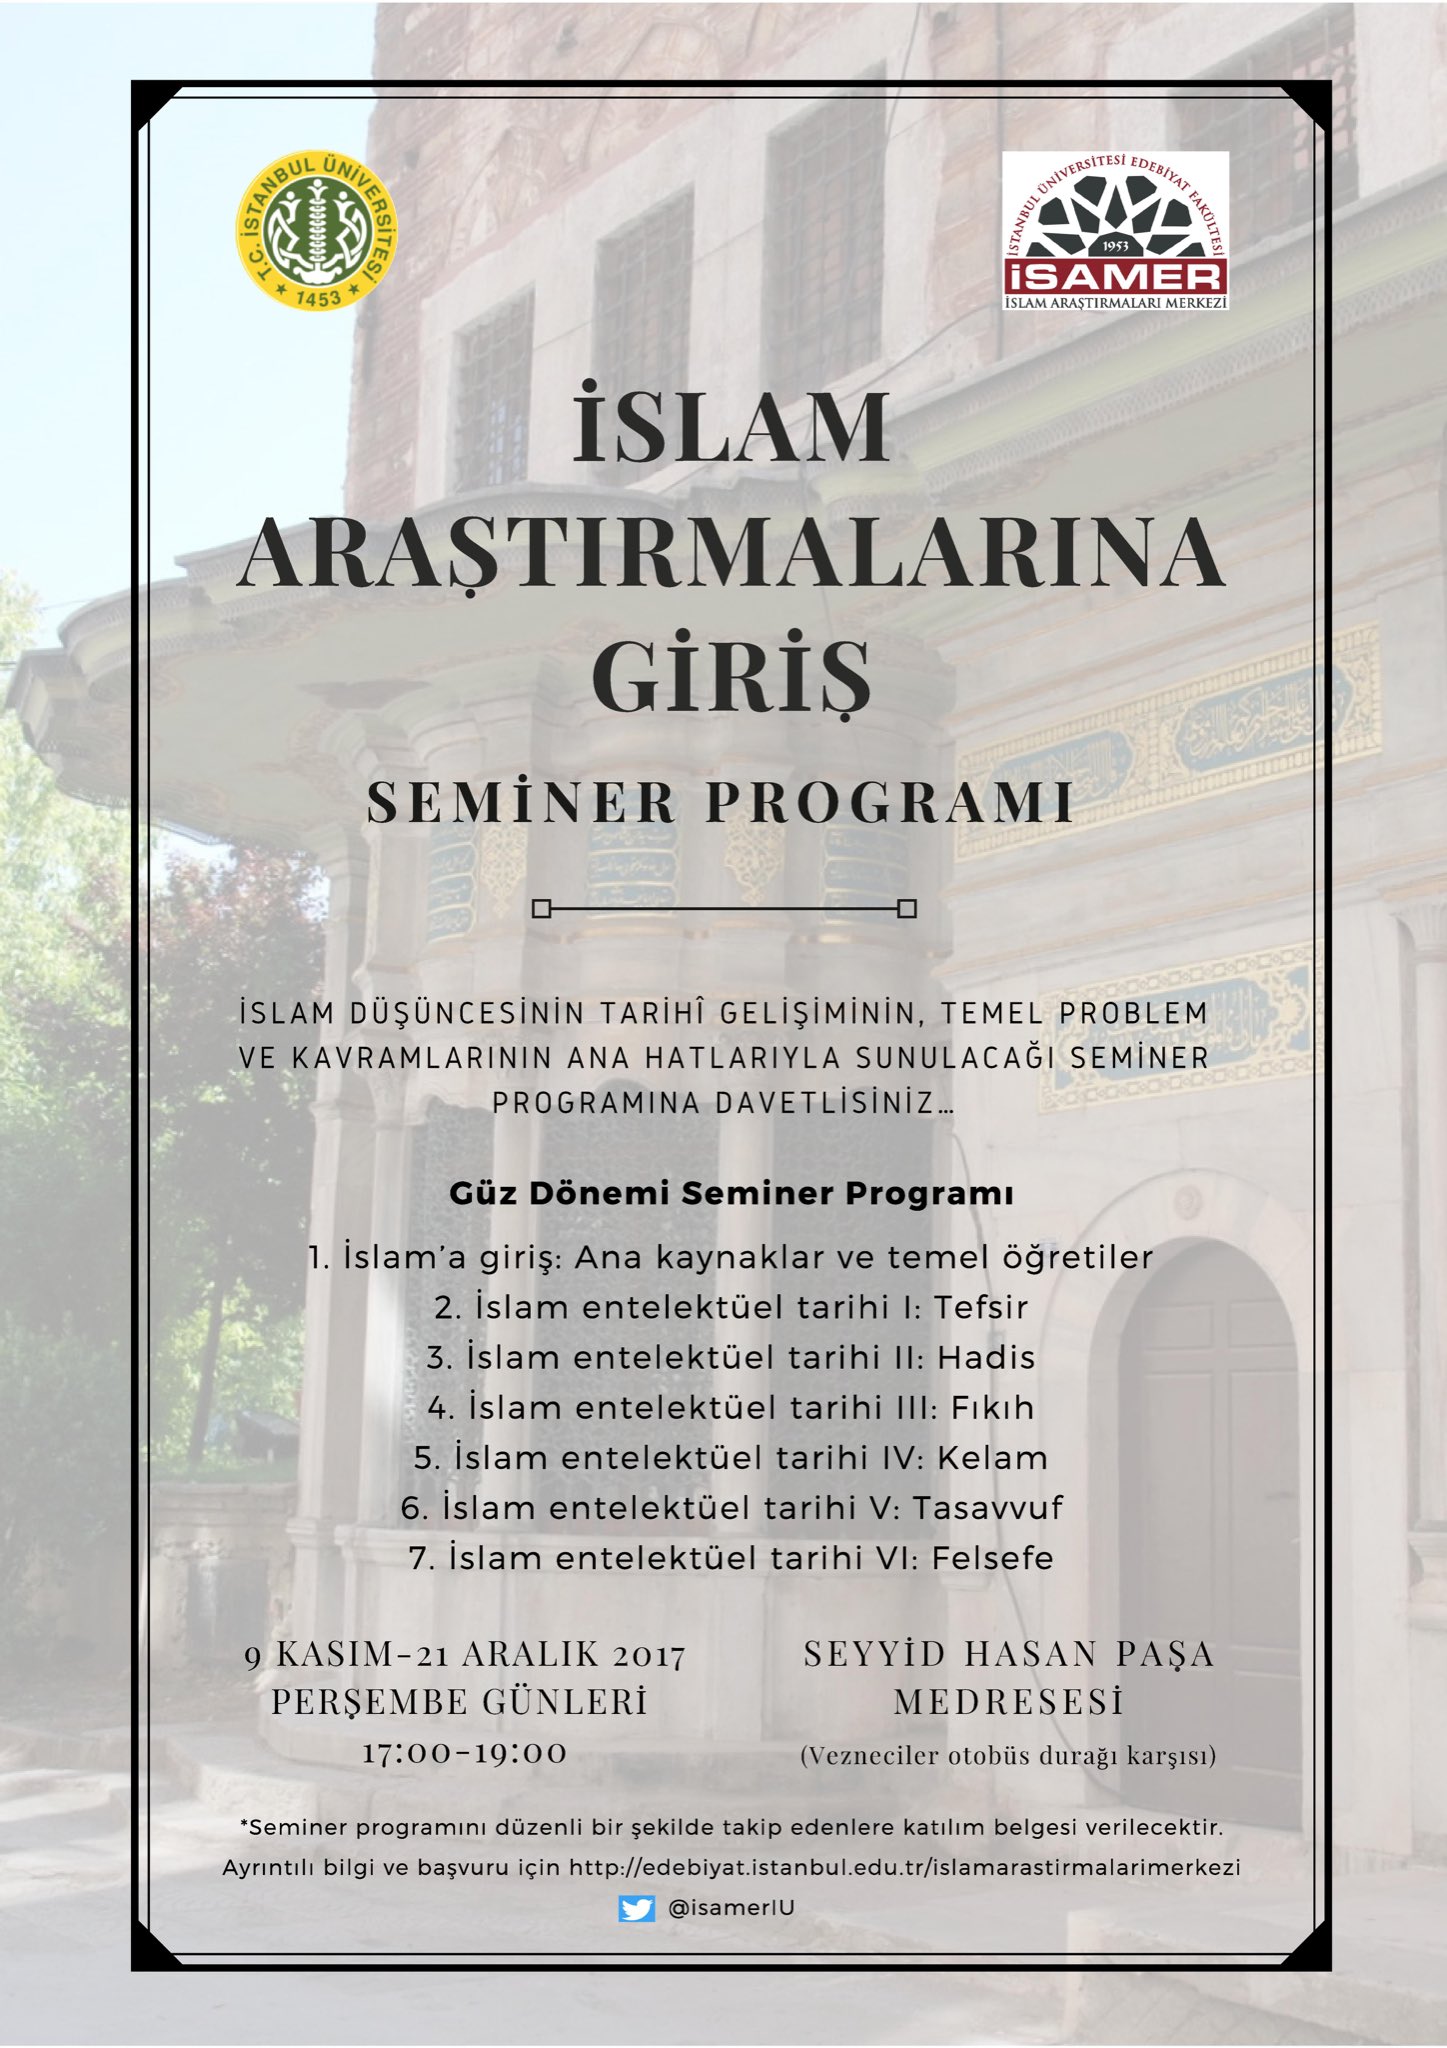 T.C. İSTANBUL ÜNİVERSİTESİ
1453
İSTANBUL ÜNİVERSİTESİ EDEBİYAT FAKÜLTESİ
1953
İSAMER
İSLAM ARAŞTIRMALARI MERKEZİ
İSLAM
ARAŞTIRMALARINA
GİRİŞ
SEMİNER PROGRAMI
İSLAM DÜŞÜNCESİNİN TARİHÎ GELİŞİMİNİN, TEMEL PROBLEM
VE KAVRAMLARININ ANA HATLARIYLA SUNULACAĞI SEMİNER
PROGRAMINA DAVETLİSİNİZ...
Güz Dönemi Seminer Programı
1. İslam’a giriş: Ana kaynaklar ve temel öğretiler
2. İslam entelektüel tarihi I: Tefsir
3. İslam entelektüel tarihi II: Hadis
4. İslam entelektüel tarihi III: Fıkıh
5. İslam entelektüel tarihi IV: Kelam
6. İslam entelektüel tarihi V: Tasavvuf
7. İslam entelektüel tarihi VI: Felsefe
9 KASIM-21 ARALIK 2017
PERŞEMBE GÜNLERİ
17:00-19:00
SEYYİD HASAN PAŞA
MEDRESESİ
(Vezneciler otobüs durağı karşısı)
*Seminer programını düzenli bir şekilde takip edenlere katılım belgesi verilecektir.
Ayrıntılı bilgi ve başvuru için http://edebiyat.istanbul.edu.tr/islamarastirmalarimerkezi
@isamerIU